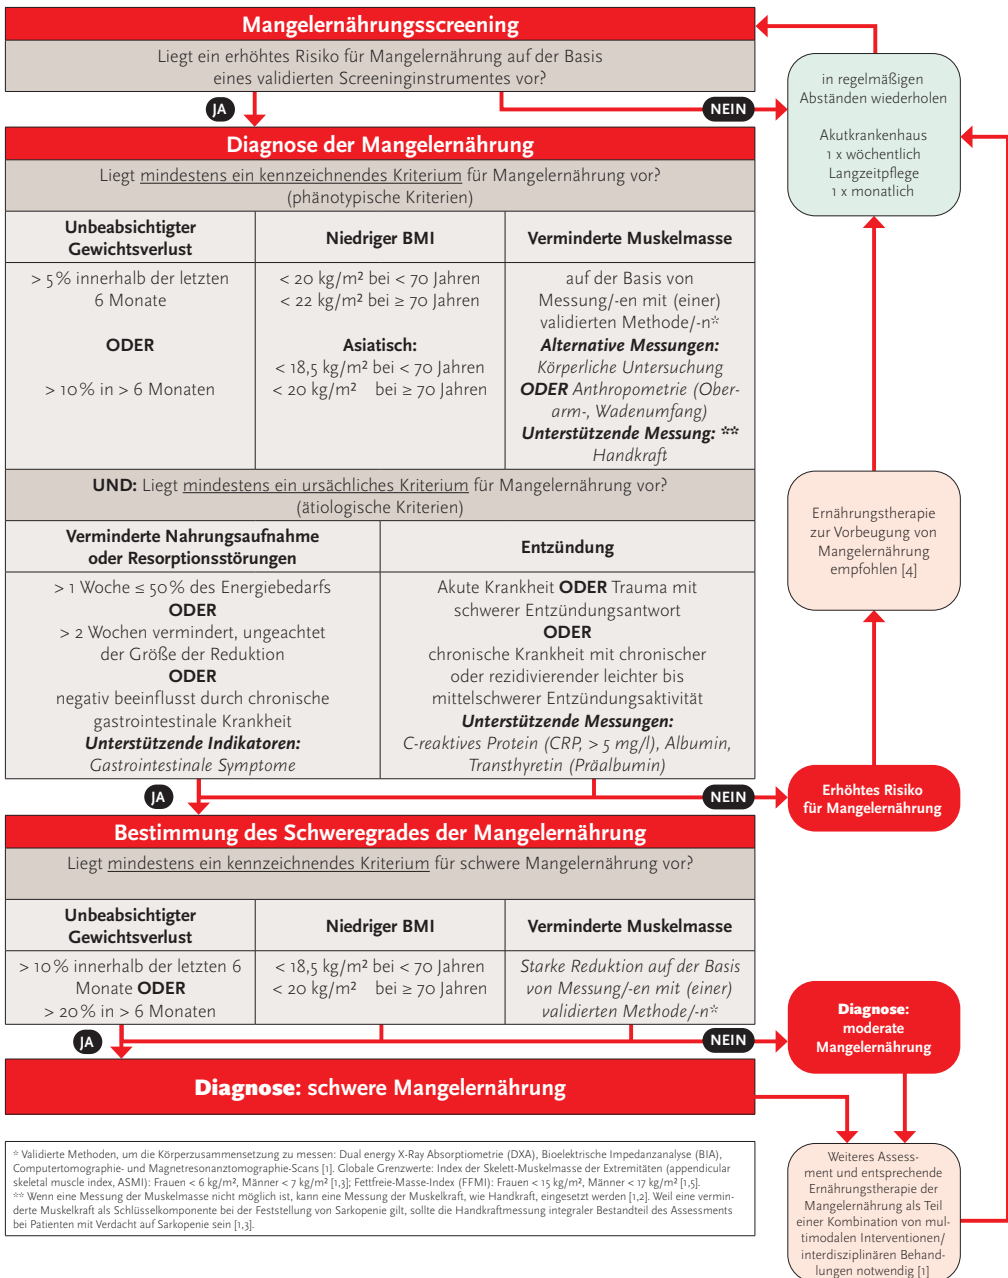 Mangelernährungsscreening
Liegt ein erhöhtes Risiko für Mangelernährung auf der Basis
eines validierten Screeninginstrumentes vor?
JA
NEIN
in regelmäßigen
Abständen wiederholen
Akutkrankenhaus
1 x wöchentlich
Langzeitpflege
1 x monatlich
Diagnose der Mangelernährung
Liegt mindestens ein kennzeichnendes Kriterium für Mangelernährung vor?
(phänotypische Kriterien)
Unbeabsichtigter
Gewichtsverlust
> 5 % innerhalb der letzten
6 Monate
ODER
> 10 % in > 6 Monaten
Niedriger BMI
< 20 kg/m² bei < 70 Jahren
< 22 kg/m² bei ≥ 70 Jahren
Asiatisch:
< 18,5 kg/m² bei < 70 Jahren
< 20 kg/m² bei ≥ 70 Jahren
Verminderte Muskelmasse
auf der Basis von
Messung/-en mit (einer)
validierten Methode/-n*
Alternative Messungen:
Körperliche Untersuchung
ODER Anthropometrie (Ober-
arm-, Wadenumfang)
Unterstützende Messung: **
Handkraft
UND: Liegt mindestens ein ursächliches Kriterium für Mangelernährung vor?
(ätiologische Kriterien)
Verminderte Nahrungsaufnahme
oder Resorptionsstörungen
> 1 Woche ≤ 50 % des Energiebedarfs
ODER
> 2 Wochen vermindert, ungeachtet
der Größe der Reduktion
ODER
negativ beeinflusst durch chronische
gastrointestinale Krankheit
Unterstützende Indikatoren:
Gastrointestinale Symptome
Entzündung
Akute Krankheit ODER Trauma mit
schwerer Entzündungsantwort
ODER
chronische Krankheit mit chronischer
oder rezidivierender leichter bis
mittelschwerer Entzündungsaktivität
Unterstützende Messungen:
C-reaktives Protein (CRP, > 5 mg/l), Albumin,
Transthyretin (Präalbumin)
Ernährungstherapie
zur Vorbeugung von
Mangelernährung
empfohlen [4]
JA
NEIN
Erhöhtes Risiko
für Mangelernährung
Bestimmung des Schweregrades der Mangelernährung
Liegt mindestens ein kennzeichnendes Kriterium für schwere Mangelernährung vor?
Unbeabsichtigter
Gewichtsverlust
> 10 % innerhalb der letzten 6
Monate ODER
> 20 % in > 6 Monaten
Niedriger BMI
< 18,5 kg/m² bei < 70 Jahren
< 20 kg/m² bei ≥ 70 Jahren
Verminderte Muskelmasse
Starke Reduktion auf der Basis
von Messung/-en mit (einer)
validierten Methode/-n*
JA
NEIN
Diagnose:
moderate
Mangelernährung
Diagnose: schwere Mangelernährung
* Validierte Methoden, um die Körperzusammensetzung zu messen: Dual energy X-Ray Absorptiometrie (DXA), Bioelektrische Impedanzanalyse (BIA),
Computertomographie- und Magnetresonanztomographie-Scans [1]. Globale Grenzwerte: Index der Skelett-Muskelmasse der Extremitäten (appendicular
skeletal muscle index, ASMI): Frauen < 6 kg/m², Männer < 7 kg/m² [1,3]; Fettfreie-Masse-Index (FFMI): Frauen < 15 kg/m², Männer < 17 kg/m² [1,5].
** Wenn eine Messung der Muskelmasse nicht möglich ist, kann eine Messung der Muskelkraft, wie Handkraft, eingesetzt werden [1,2]. Weil eine vermin-
derte Muskelkraft als Schlüsselkomponente bei der Feststellung von Sarkopenie gilt, sollte die Handkraftmessung integraler Bestandteil des Assessments
bei Patienten mit Verdacht auf Sarkopenie sein [1,3].
Weiteres Assess-
ment und entsprechende
Ernährungstherapie der
Mangelernährung als Teil
einer Kombination von mul-
timodalen Interventionen/
interdisziplinären Behand-
lungen notwendig [1]